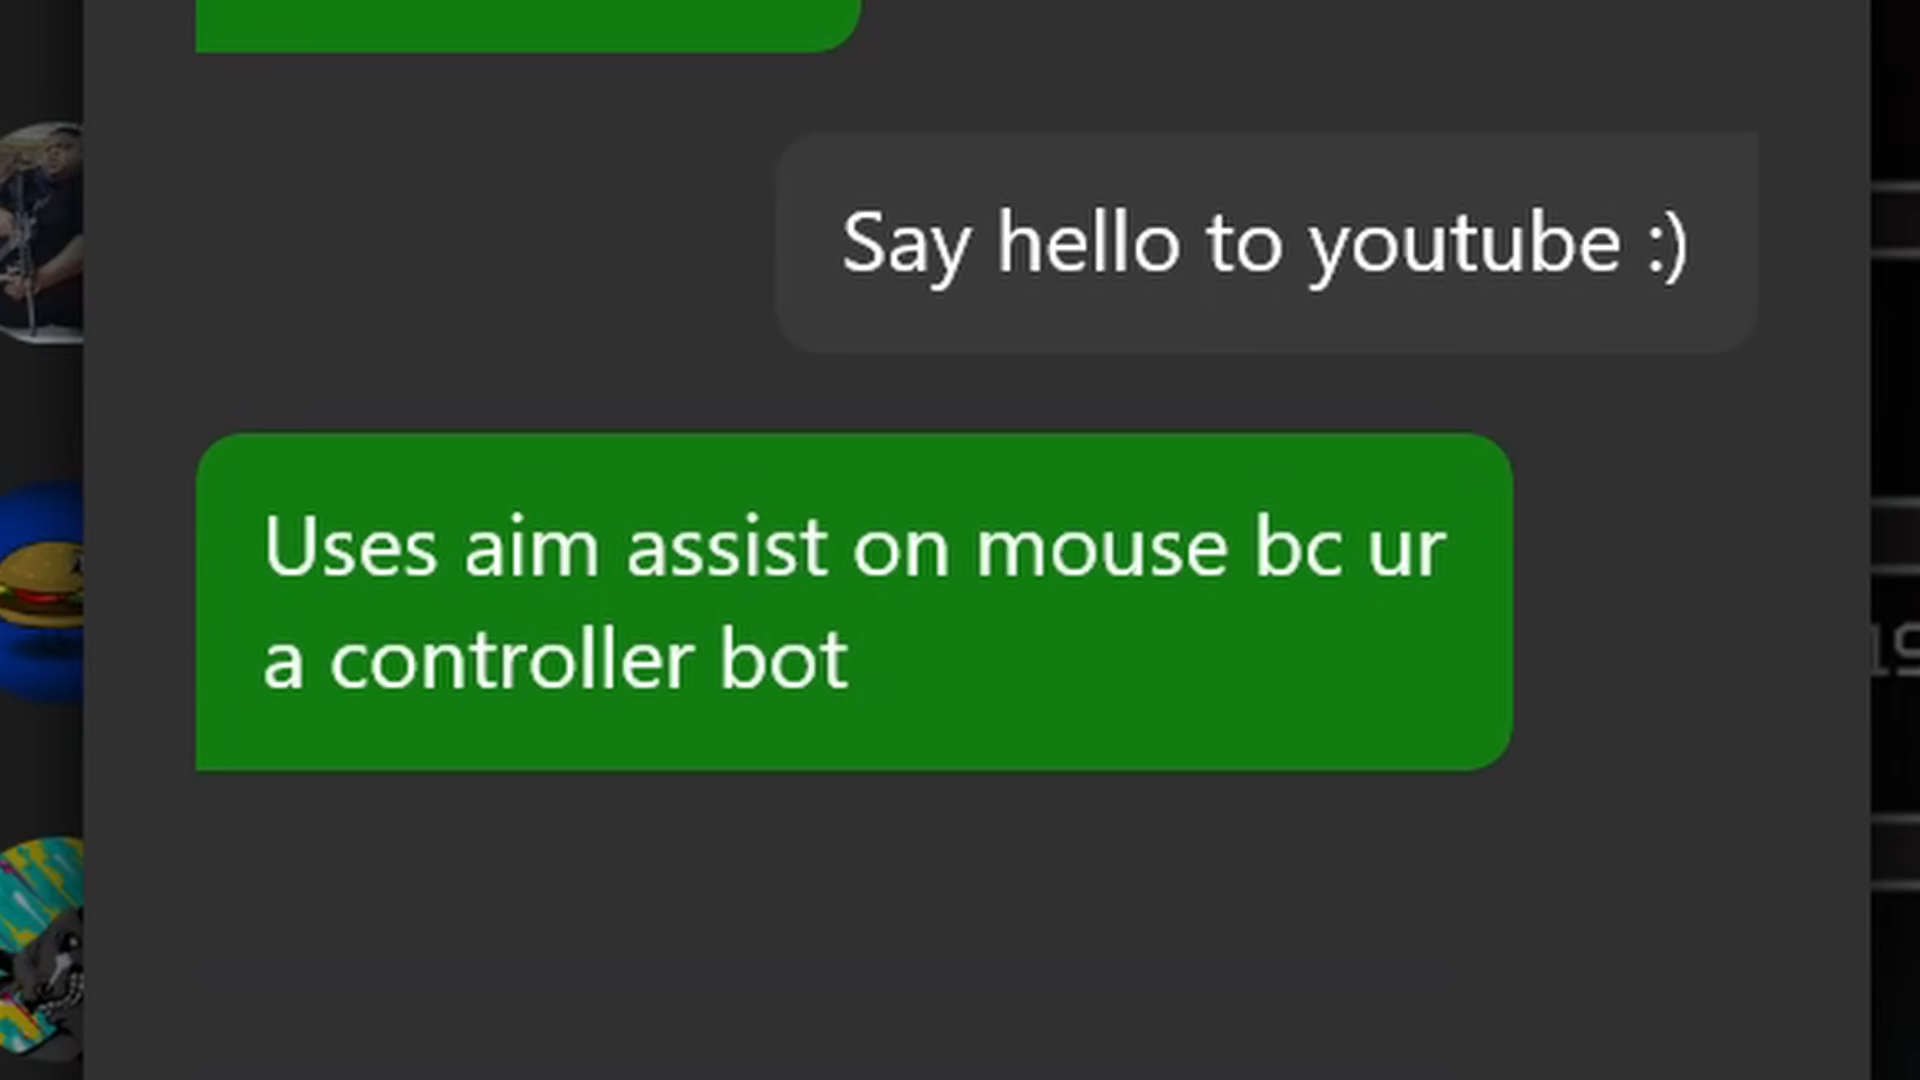 Say hello to youtube :)
Uses aim assist on mouse bc ur
a controller bot